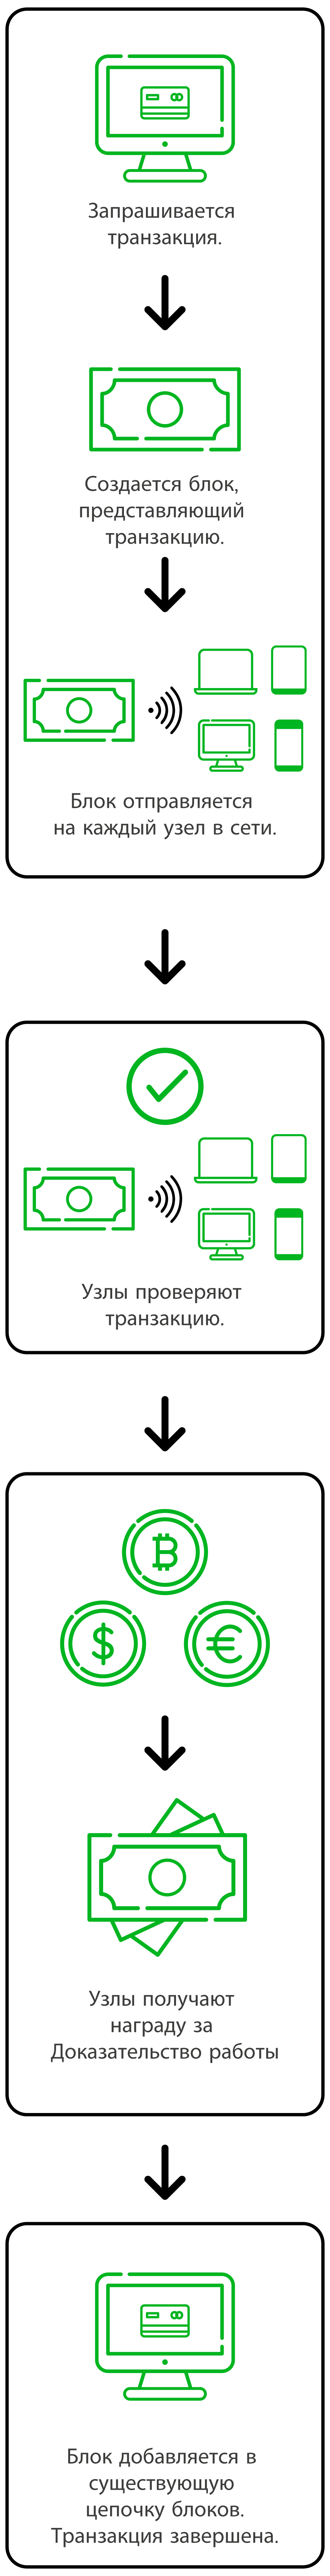 Запрашивается
транзакция.
Создается блок,
представляющий
транзакцию.
Блок отправляется
на каждый узел в сети.
Узлы проверяют
транзакцию.
Узлы получают
награду за
Доказательство работы
Блок добавляется в
существующую
цепочку блоков.
Транзакция завершена.